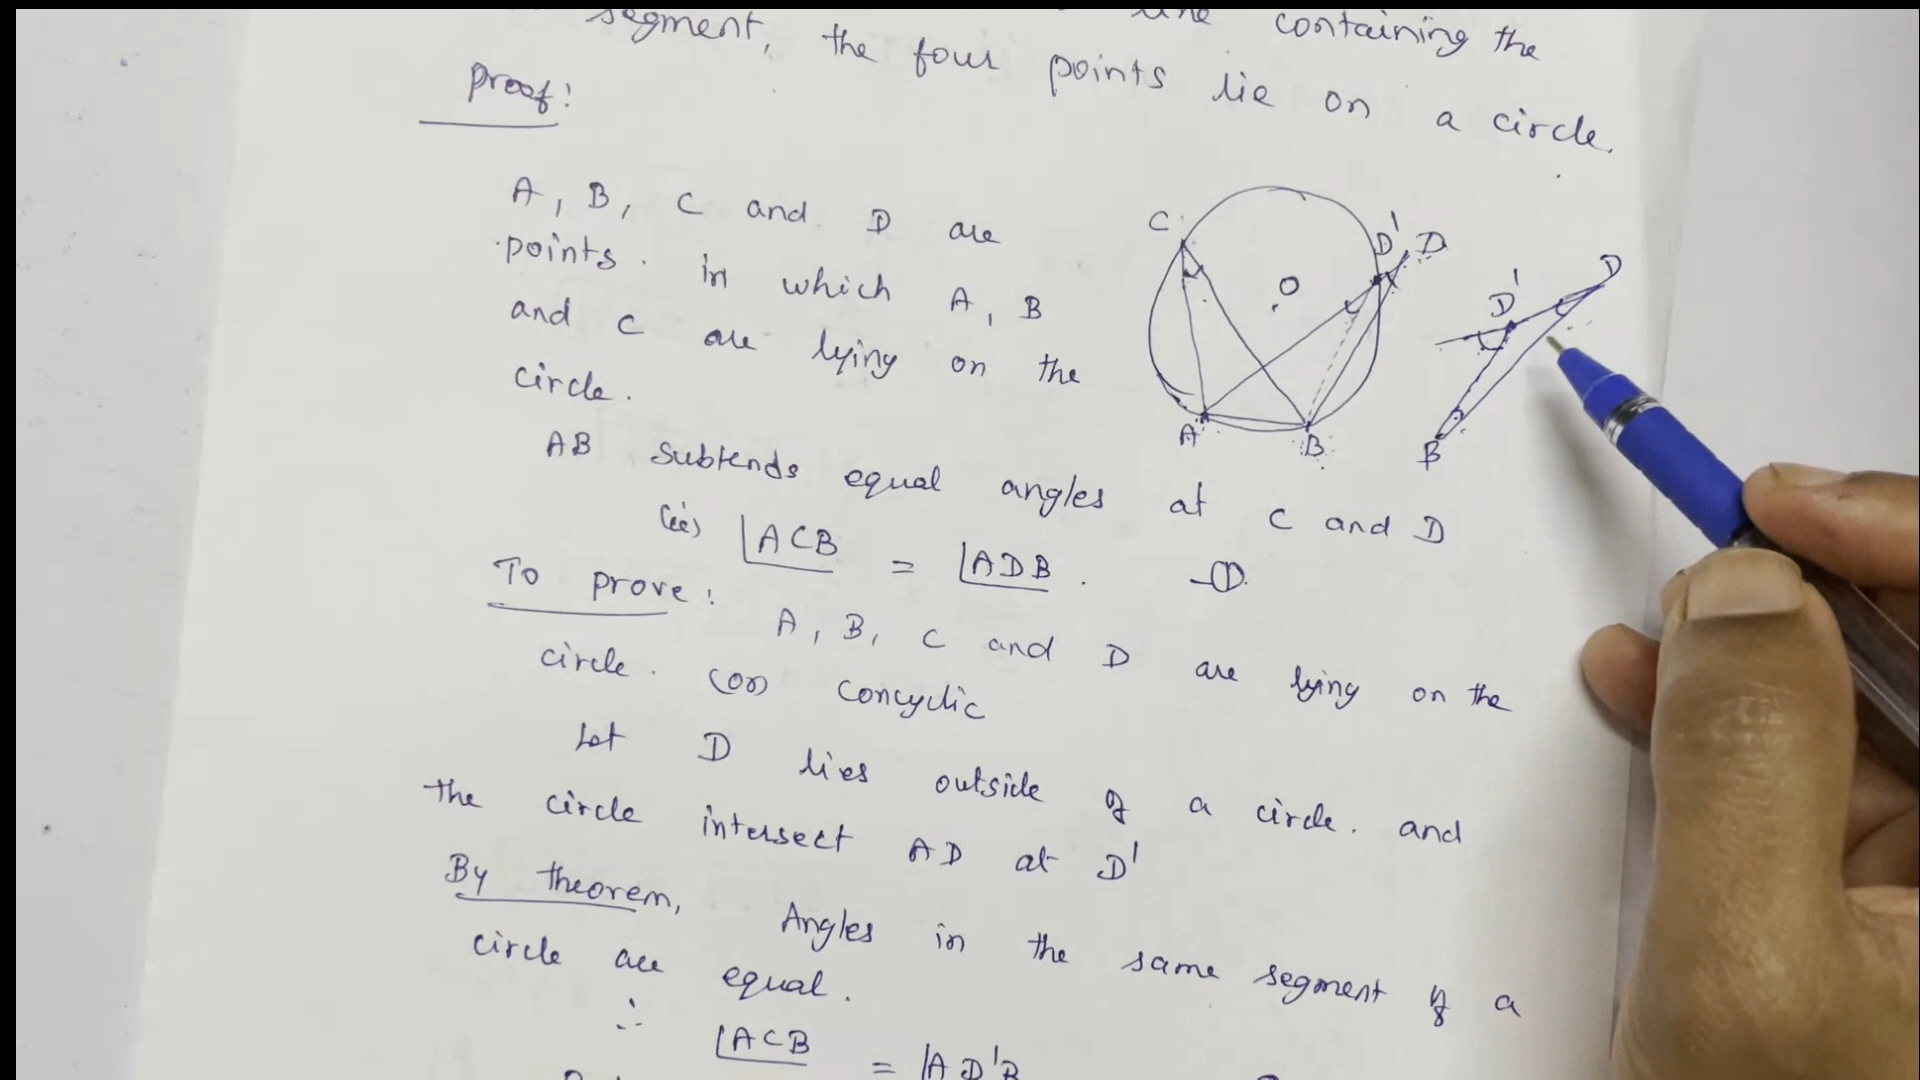 line containing the
segment, the four points lie on a circle.
Proof:
A, B, C and D are
points. in which A, B
and C are lying on the
circle.
C
D' D
O
A B
D' D
B
AB subtends equal angles at C and D
(ie) ∠ACB = ∠ADB. -①.
To prove: A, B, C and D are lying on the
circle. (or) concyclic
Let D lies outside of a circle. and
the circle intersect AD at D'
By theorem, Angles in the same segment of a
circle are equal.
∴ ∠ACB = ∠AD'B